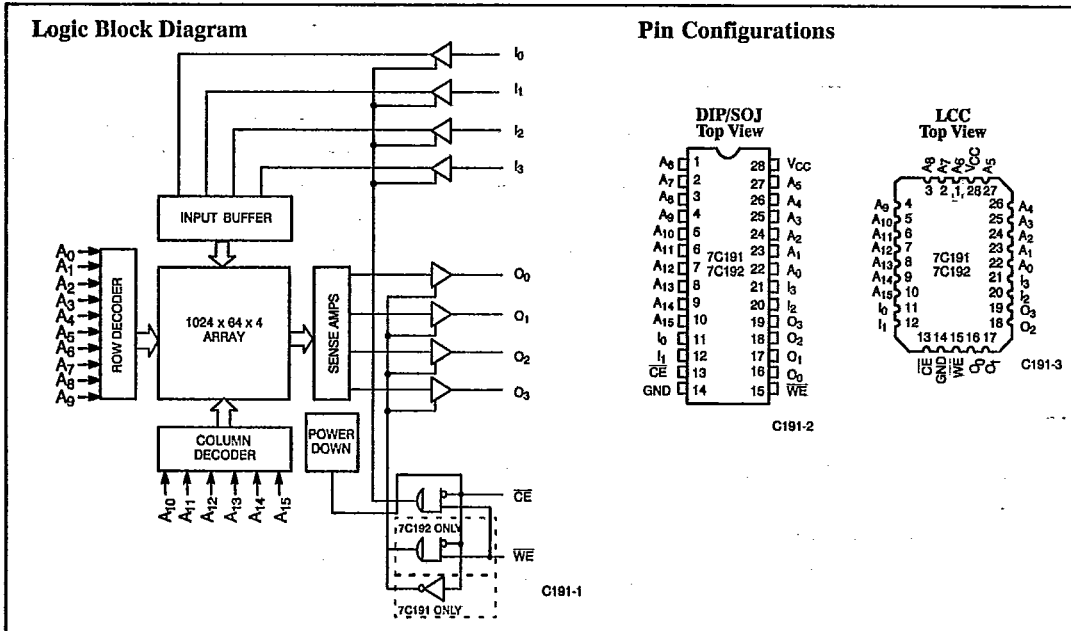 Logic Block Diagram
I0
I1
I2
I3
INPUT BUFFER
A0
A1
A2
A3
A4
A5
A6
A7
A8
A9
ROW DECODER
1024 x 64 x 4
ARRAY
SENSE AMPS
O0
O1
O2
O3
COLUMN
DECODER
A10
A11
A12
A13
A14
A15
POWER
DOWN
CE
7C192 ONLY
WE
7C191 ONLY
C191-1
Pin Configurations
DIP/SOJ
Top View
A6 1 28 VCC
A7 2 27 A5
A8 3 26 A4
A9 4 25 A3
A10 5 24 A2
A11 6 7C191 23 A1
A12 7 7C192 22 A0
A13 8 21 I3
A14 9 20 I2
A15 10 19 O3
I0 11 18 O2
I1 12 17 O1
CE 13 16 O0
GND 14 15 WE
C191-2
LCC
Top View
A8 A7 A6 VCC A5
3 2 1 28 27
A9 4 26 A4
A10 5 25 A3
A11 6 24 A2
A12 7 7C191 23 A1
A13 8 7C192 22 A0
A14 9 21 I3
A15 10 20 I2
I0 11 19 O3
I1 12 18 O2
13 14 15 16 17
CE GND WE O0 O1
C191-3